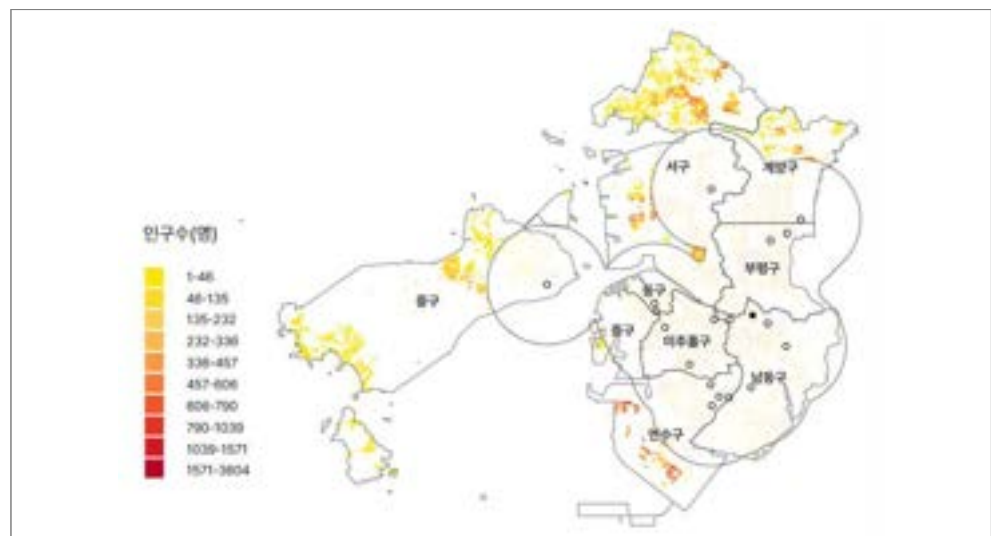 서구
계양구
인구수(명)
부평구
1-46
46-135
중구
동구
135-232
중구
미추홀구
232-336
336-457
남동구
457-606
606-790
연수구
790-1039
1039-1571
1571-3604